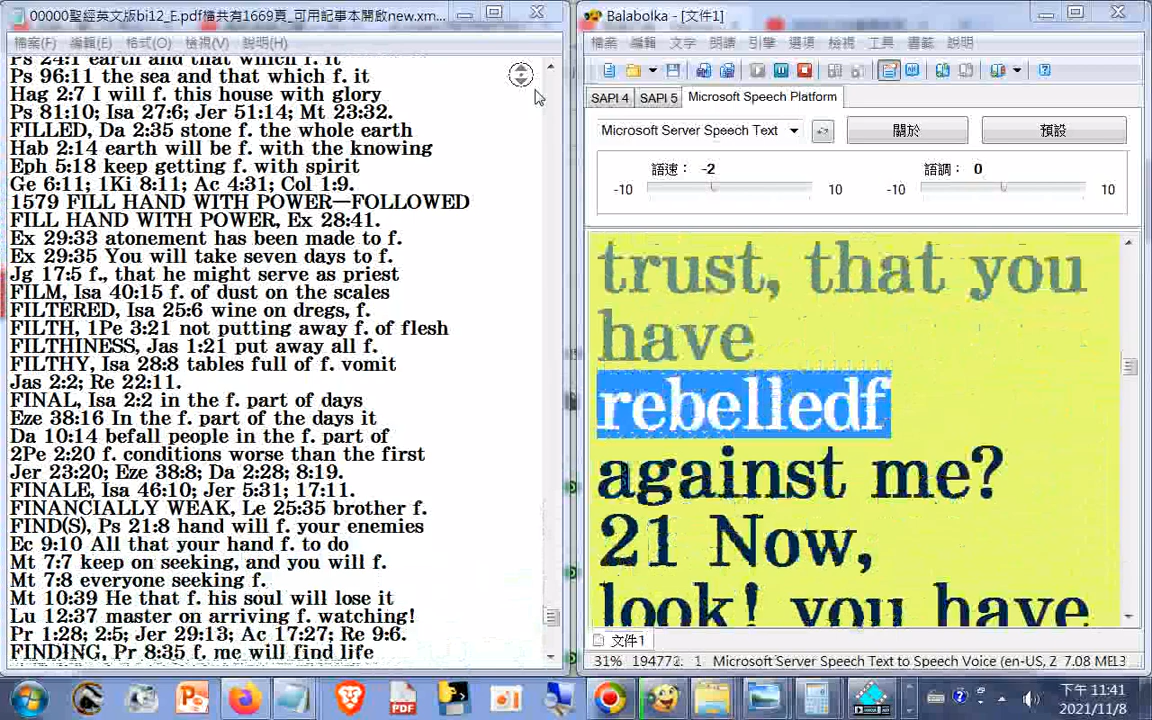 00000聖經英文版bi12_E.pdf檔共有1669頁_可用記事本開啟new.xm...
檔案(F) 編輯(E) 格式(O) 檢視(V) 說明(H)
Ps 24:1 earth and that which f. it
Ps 96:11 the sea and that which f. it
Hag 2:7 I will f. this house with glory
Ps 81:10; Isa 27:6; Jer 51:14; Mt 23:32.
FILLED, Da 2:35 stone f. the whole earth
Hab 2:14 earth will be f. with the knowing
Eph 5:18 keep getting f. with spirit
Ge 6:11; 1Ki 8:11; Ac 4:31; Col 1:9.
1579 FILL HAND WITH POWER—FOLLOWED
FILL HAND WITH POWER, Ex 28:41.
Ex 29:33 atonement has been made to f.
Ex 29:35 You will take seven days to f.
Jg 17:5 f., that he might serve as priest
FILM, Isa 40:15 f. of dust on the scales
FILTERED, Isa 25:6 wine on dregs, f.
FILTH, 1Pe 3:21 not putting away f. of flesh
FILTHINESS, Jas 1:21 put away all f.
FILTHY, Isa 28:8 tables full of f. vomit
Jas 2:2; Re 22:11.
FINAL, Isa 2:2 in the f. part of days
Eze 38:16 In the f. part of the days it
Da 10:14 befall people in the f. part of
2Pe 2:20 f. conditions worse than the first
Jer 23:20; Eze 38:8; Da 2:28; 8:19.
FINALE, Isa 46:10; Jer 5:31; 17:11.
FINANCIALLY WEAK, Le 25:35 brother f.
FIND(S), Ps 21:8 hand will f. your enemies
Ec 9:10 All that your hand f. to do
Mt 7:7 keep on seeking, and you will f.
Mt 7:8 everyone seeking f.
Mt 10:39 He that f. his soul will lose it
Lu 12:37 master on arriving f. watching!
Pr 1:28; 2:5; Jer 29:13; Ac 17:27; Re 9:6.
FINDING, Pr 8:35 f. me will find life
Balabolka - [文件1]
檔案 編輯 文字 朗讀 引擎 選項 檢視 工具 書籤 說明
SAPI 4 SAPI 5 Microsoft Speech Platform
Microsoft Server Speech Text 關於 預設
語速： -2 語調： 0
-10 10 -10 10
trust, that you
have
rebelledf
against me?
21 Now,
look! you have
文件1
31% 194772: 1 Microsoft Server Speech Text to Speech Voice (en-US, Z 7.08 МЕ13
PDF
下午 11:41
2021/11/8